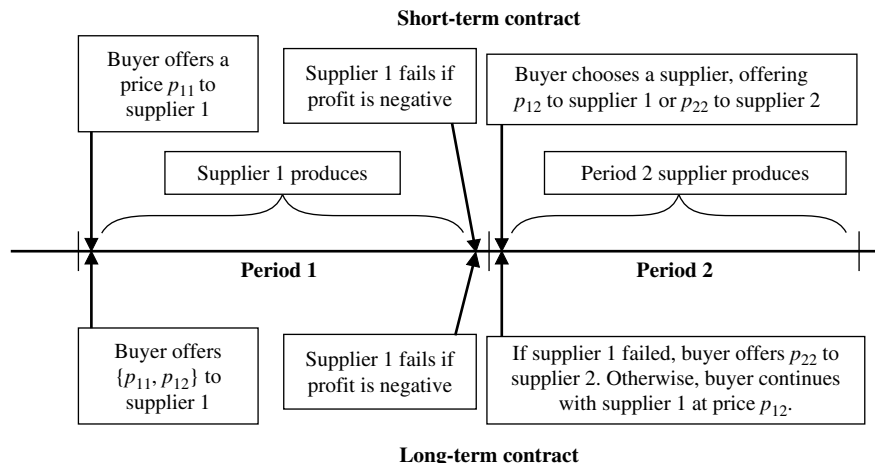 Short-term contract
Buyer offers a
price p₁₁ to
supplier 1
Supplier 1 fails if
profit is negative
Buyer chooses a supplier, offering
p₁₂ to supplier 1 or p₂₂ to supplier 2
Supplier 1 produces
Period 2 supplier produces
Period 1
Period 2
Buyer offers
{p₁₁, p₁₂} to
supplier 1
Supplier 1 fails if
profit is negative
If supplier 1 failed, buyer offers p₂₂ to
supplier 2. Otherwise, buyer continues
with supplier 1 at price p₁₂.
Long-term contract